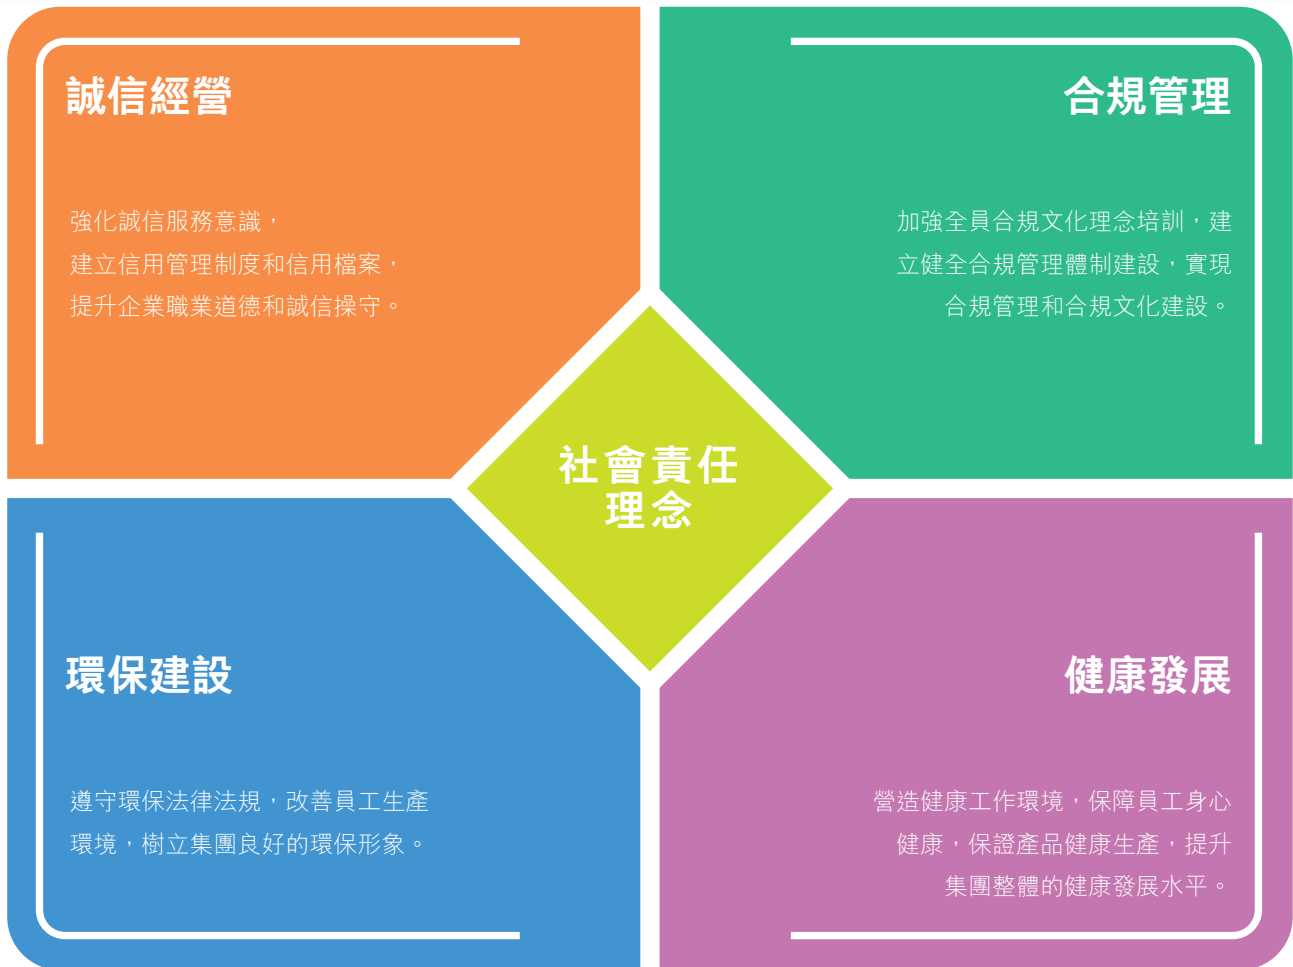 誠信經營
強化誠信服務意識，
建立信用管理制度和信用檔案，
提升企業職業道德和誠信操守。
合規管理
加強全員合規文化理念培訓，建
立健全合規管理體制建設，實現
合規管理和合規文化建設。
社會責任
理念
環保建設
遵守環保法律法規，改善員工生產
環境，樹立集團良好的環保形象。
健康發展
營造健康工作環境，保障員工身心
健康，保證產品健康生產，提升
集團整體的健康發展水平。